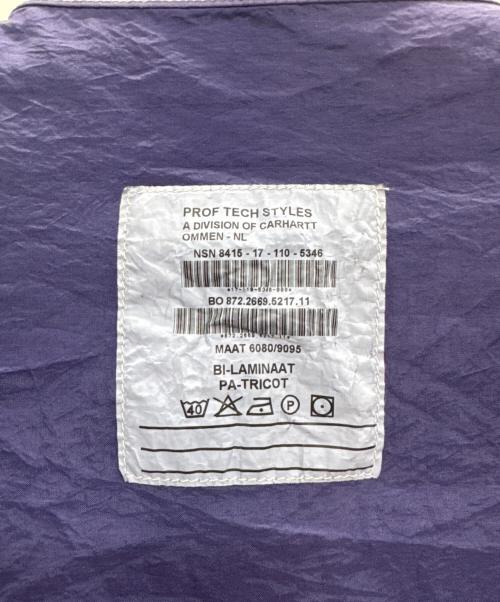 PROF TECH STYLES
A DIVISION OF CARHARTT
OMMEN - NL
NSN 8415 - 17 - 110 - 5346
BO 872.2669.5217.11
MAAT 6080/9095
BI-LAMINAAT
PA-TRICOT
40 P